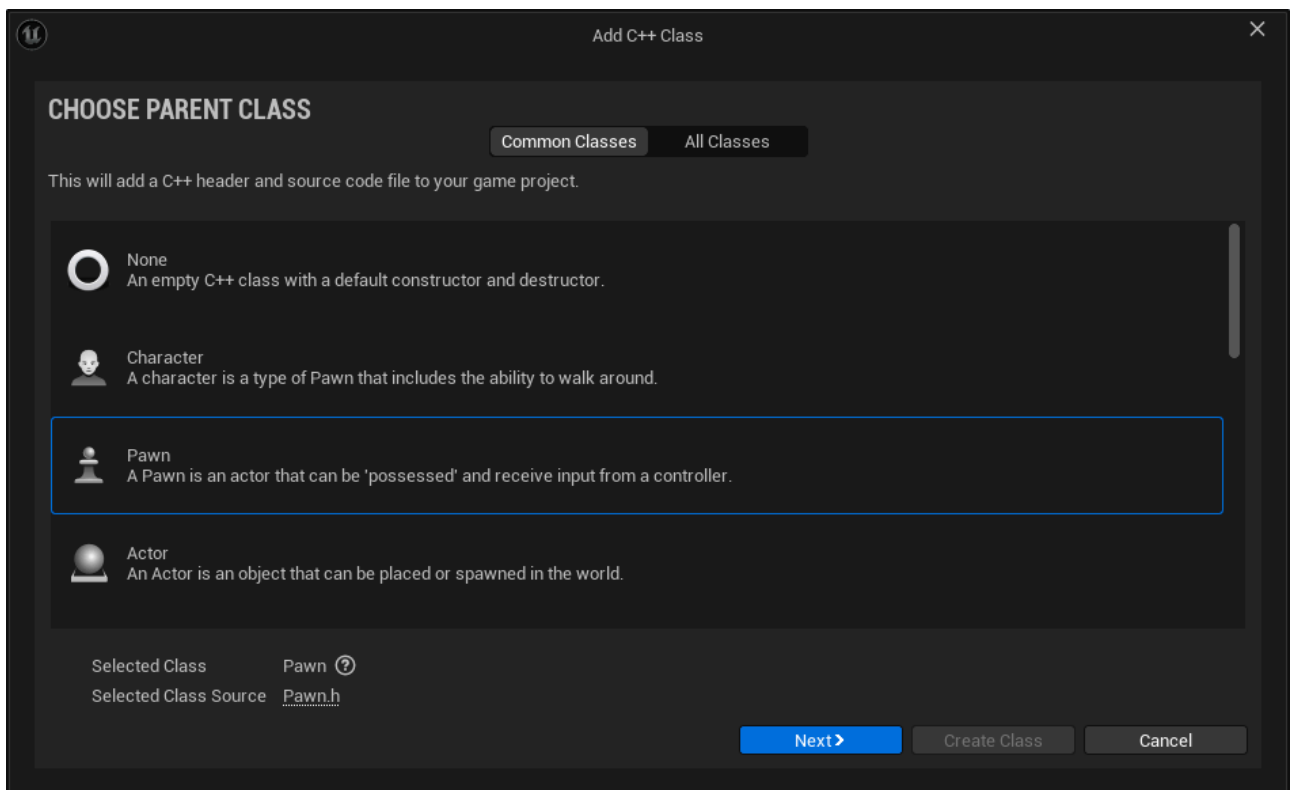 Add C++ Class
CHOOSE PARENT CLASS
Common Classes All Classes
This will add a C++ header and source code file to your game project.
None
An empty C++ class with a default constructor and destructor.
Character
A character is a type of Pawn that includes the ability to walk around.
Pawn
A Pawn is an actor that can be 'possessed' and receive input from a controller.
Actor
An Actor is an object that can be placed or spawned in the world.
Selected Class Pawn ?
Selected Class Source Pawn.h
Next Create Class Cancel